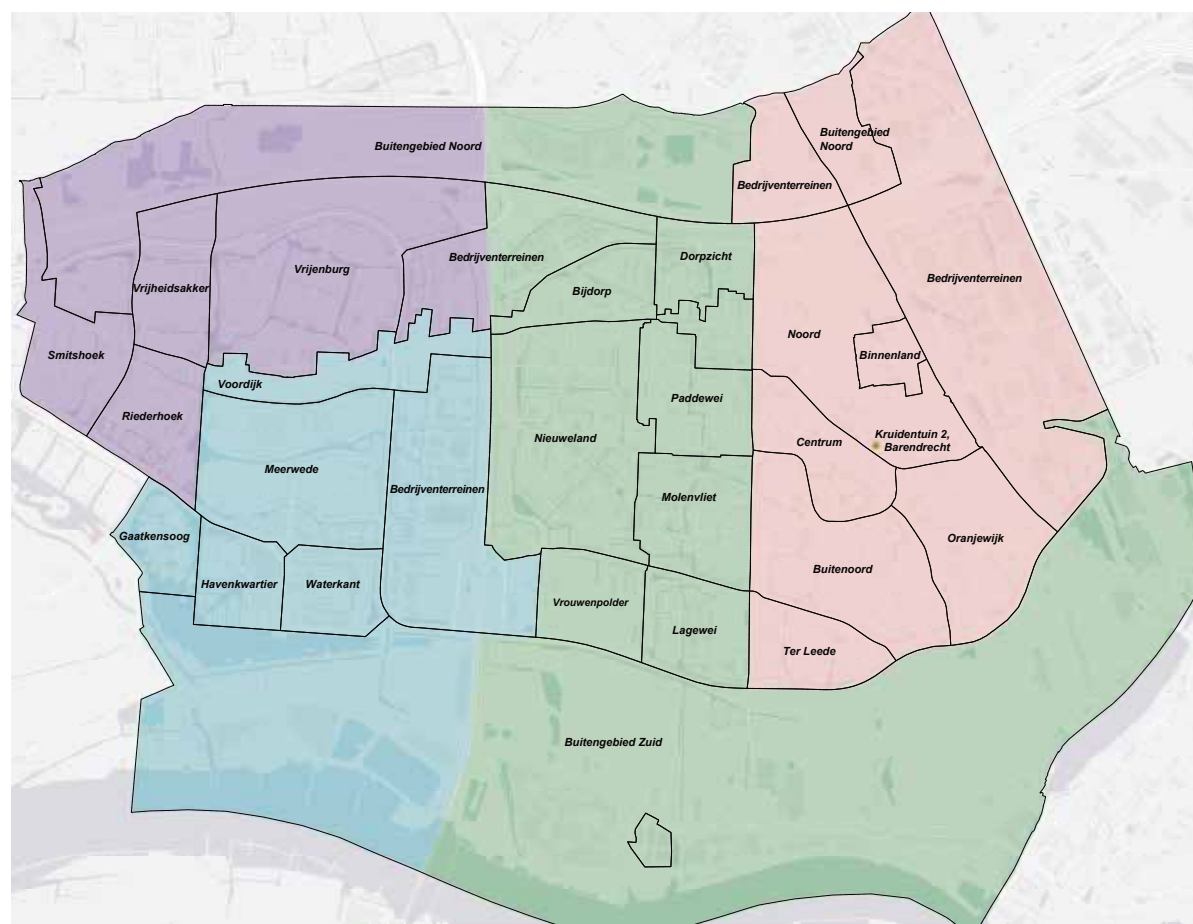 Buitengebied Noord
Buitengebied
Noord
Bedrijventerreinen
Dorpzicht
Bedrijventerreinen
Vrijenburg
Bedrijventerreinen
Vrijheidsakker
Bijdorp
Noord
Smitshoek
Binnenland
Voordijk
Paddewei
Riederhoek
Nieuweland
Centrum
Kruidentuin 2,
Barendrecht
Meerwede
Bedrijventerreinen
Molenvliet
Gaatkensoog
Oranjewijk
Havenkwartier
Waterkant
Buitenoord
Vrouwenpolder
Lagewei
Ter Leede
Buitengebied Zuid